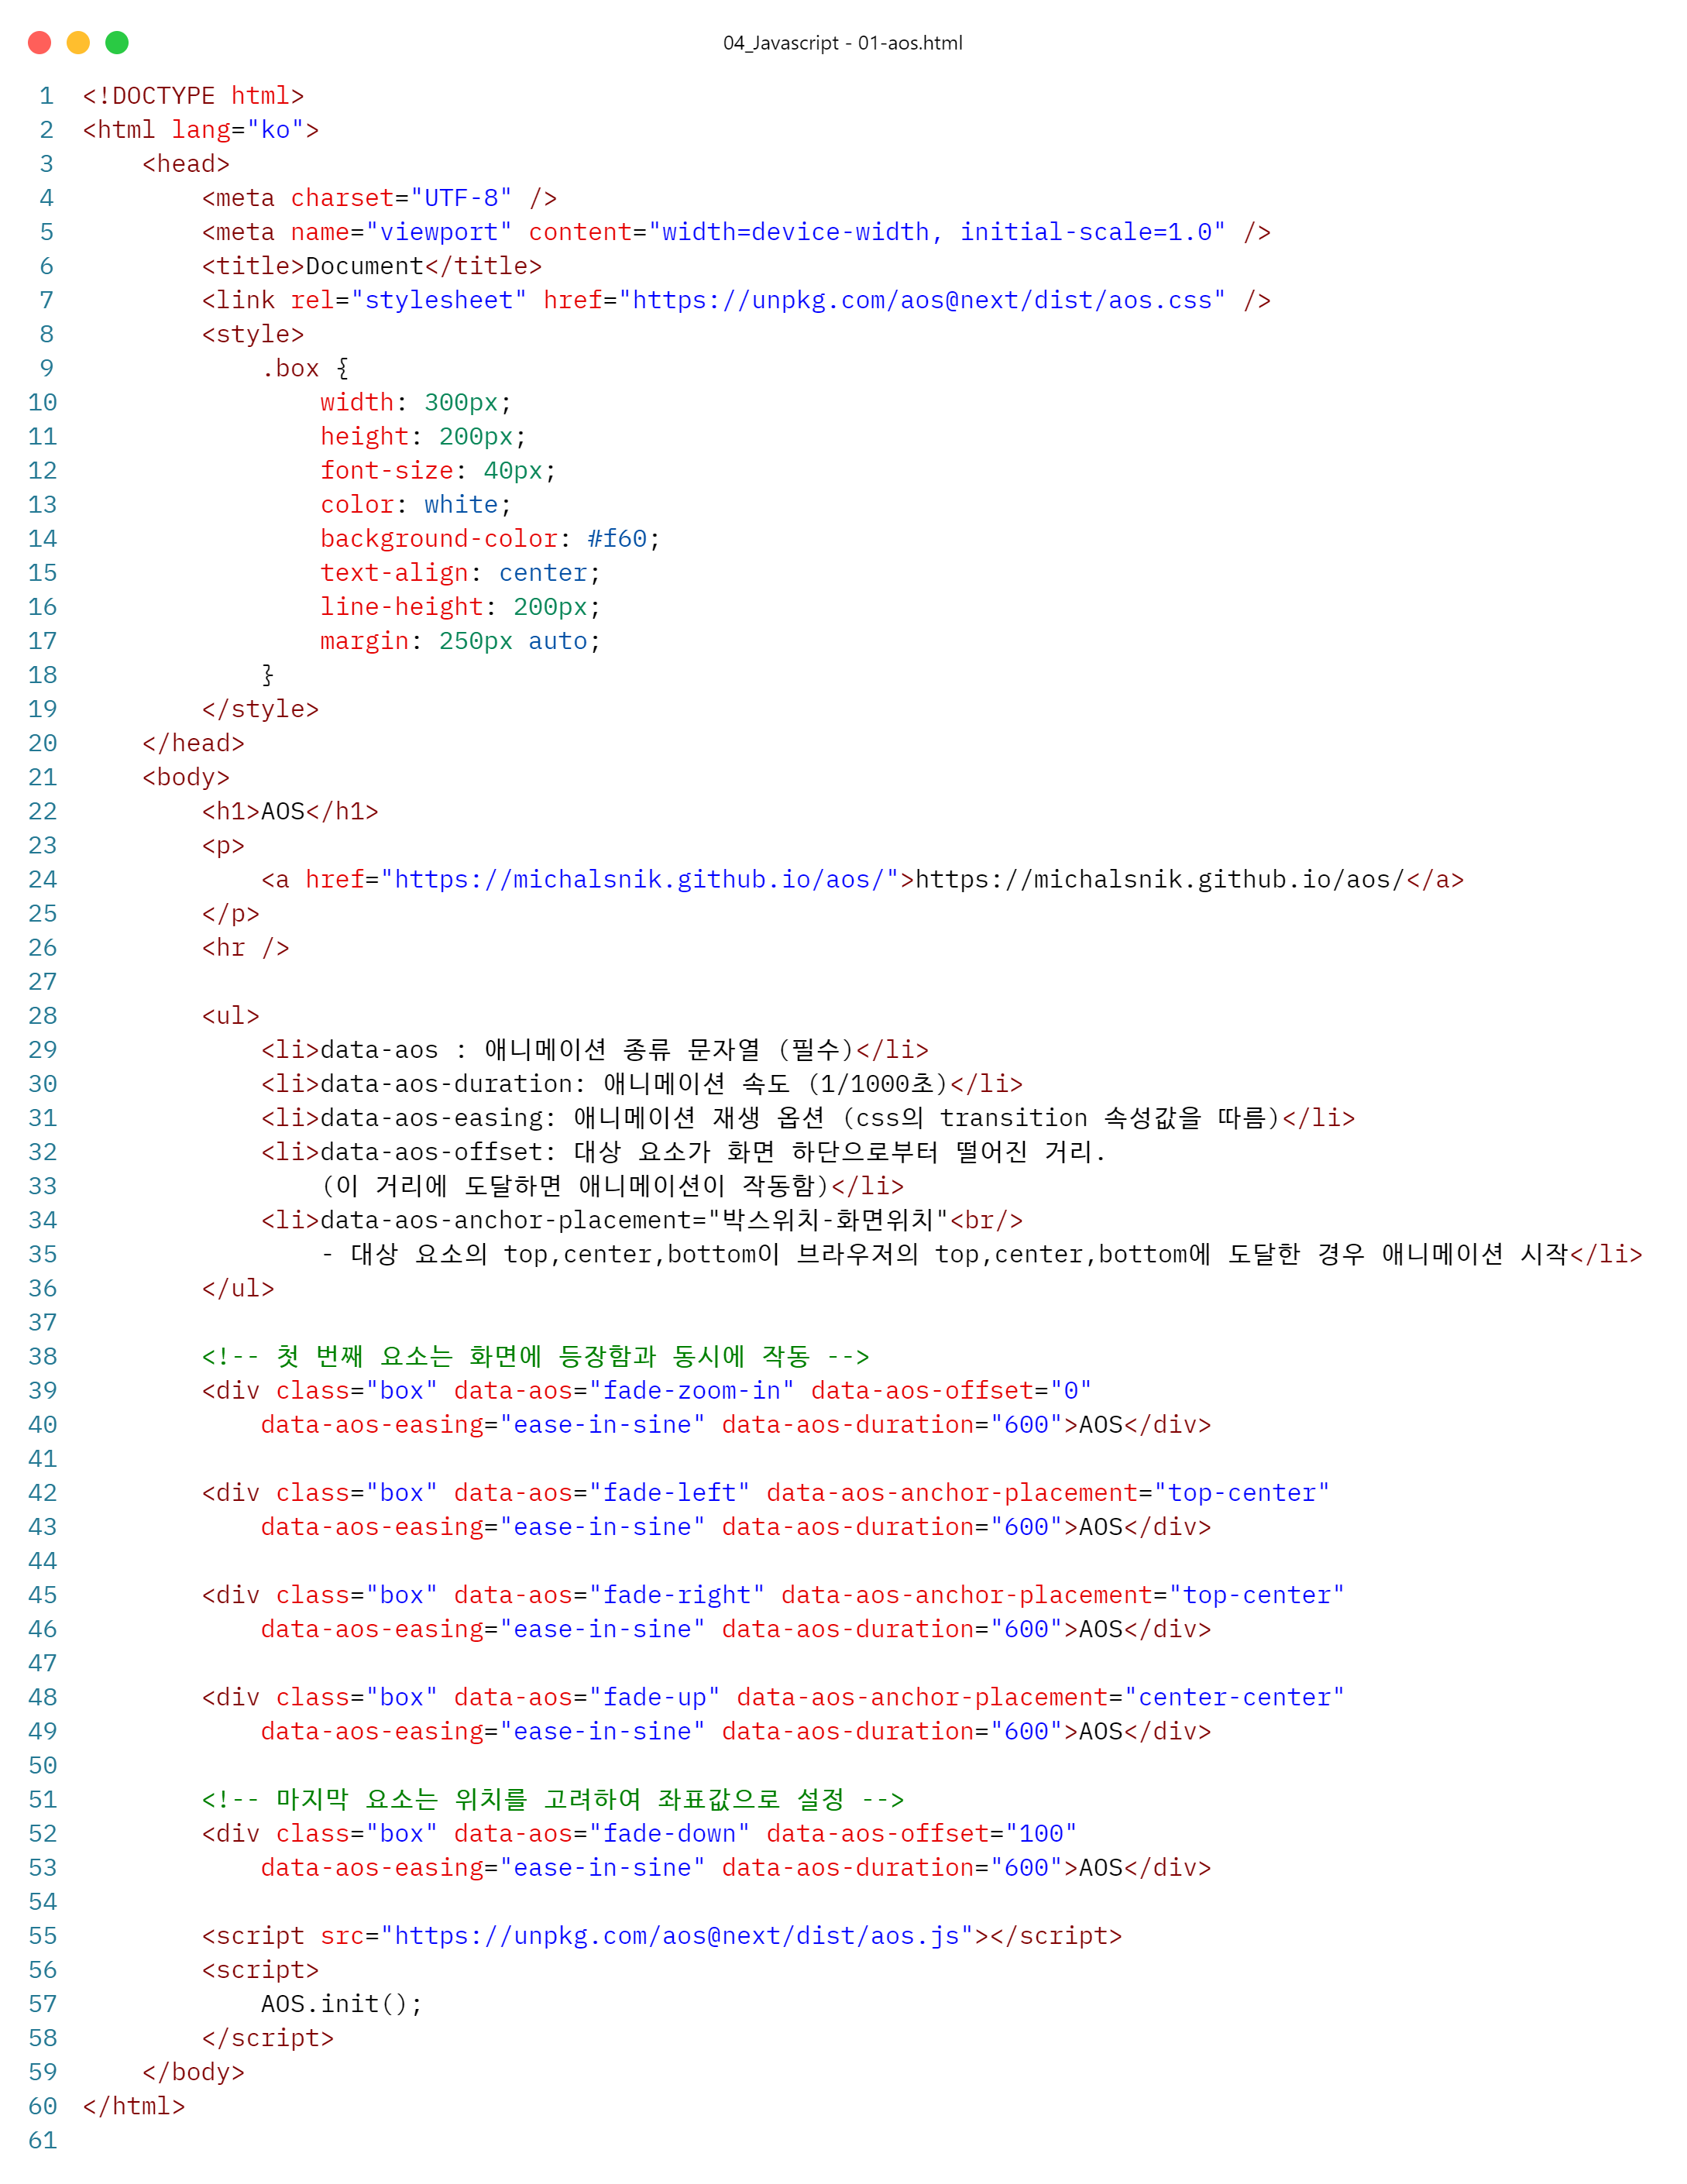 04_Javascript - 01-aos.html
1 <!DOCTYPE html>
2 <html lang="ko">
3     <head>
4         <meta charset="UTF-8" />
5         <meta name="viewport" content="width=device-width, initial-scale=1.0" />
6         <title>Document</title>
7         <link rel="stylesheet" href="https://unpkg.com/aos@next/dist/aos.css" />
8         <style>
9             .box {
10                 width: 300px;
11                 height: 200px;
12                 font-size: 40px;
13                 color: white;
14                 background-color: #f60;
15                 text-align: center;
16                 line-height: 200px;
17                 margin: 250px auto;
18             }
19         </style>
20     </head>
21     <body>
22         <h1>AOS</h1>
23         <p>
24             <a href="https://michalsnik.github.io/aos/">https://michalsnik.github.io/aos/</a>
25         </p>
26         <hr />
27
28         <ul>
29             <li>data-aos : 애니메이션 종류 문자열 (필수)</li>
30             <li>data-aos-duration: 애니메이션 속도 (1/1000초)</li>
31             <li>data-aos-easing: 애니메이션 재생 옵션 (css의 transition 속성값을 따름)</li>
32             <li>data-aos-offset: 대상 요소가 화면 하단으로부터 떨어진 거리.
33                 (이 거리에 도달하면 애니메이션이 작동함)</li>
34             <li>data-aos-anchor-placement="박스위치-화면위치"<br/>
35                 - 대상 요소의 top,center,bottom이 브라우저의 top,center,bottom에 도달한 경우 애니메이션 시작</li>
36         </ul>
37
38         <!-- 첫 번째 요소는 화면에 등장함과 동시에 작동 -->
39         <div class="box" data-aos="fade-zoom-in" data-aos-offset="0"
40             data-aos-easing="ease-in-sine" data-aos-duration="600">AOS</div>
41
42         <div class="box" data-aos="fade-left" data-aos-anchor-placement="top-center"
43             data-aos-easing="ease-in-sine" data-aos-duration="600">AOS</div>
44
45         <div class="box" data-aos="fade-right" data-aos-anchor-placement="top-center"
46             data-aos-easing="ease-in-sine" data-aos-duration="600">AOS</div>
47
48         <div class="box" data-aos="fade-up" data-aos-anchor-placement="center-center"
49             data-aos-easing="ease-in-sine" data-aos-duration="600">AOS</div>
50
51         <!-- 마지막 요소는 위치를 고려하여 좌표값으로 설정 -->
52         <div class="box" data-aos="fade-down" data-aos-offset="100"
53             data-aos-easing="ease-in-sine" data-aos-duration="600">AOS</div>
54
55         <script src="https://unpkg.com/aos@next/dist/aos.js"></script>
56         <script>
57             AOS.init();
58         </script>
59     </body>
60 </html>
61